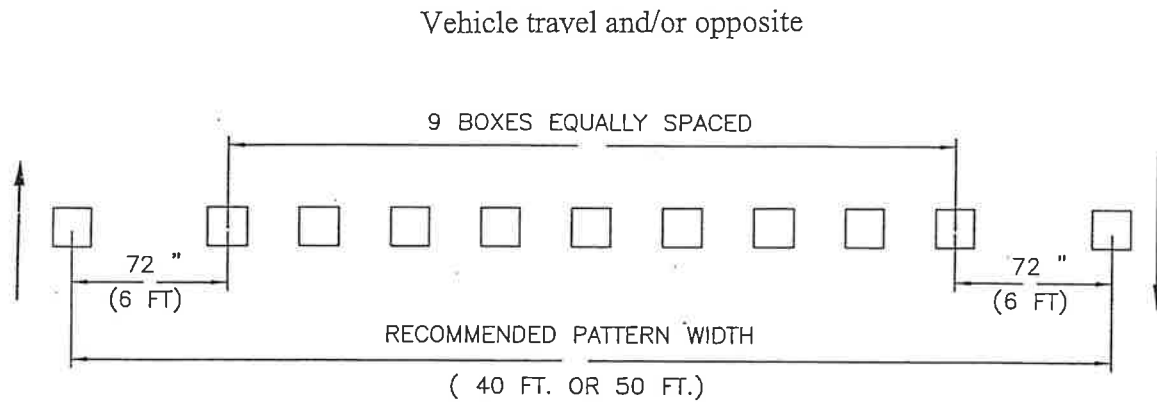 Vehicle travel and/or opposite
9 BOXES EQUALLY SPACED
72 "
(6 FT)
72 "
(6 FT)
RECOMMENDED PATTERN WIDTH
( 40 FT. OR 50 FT.)